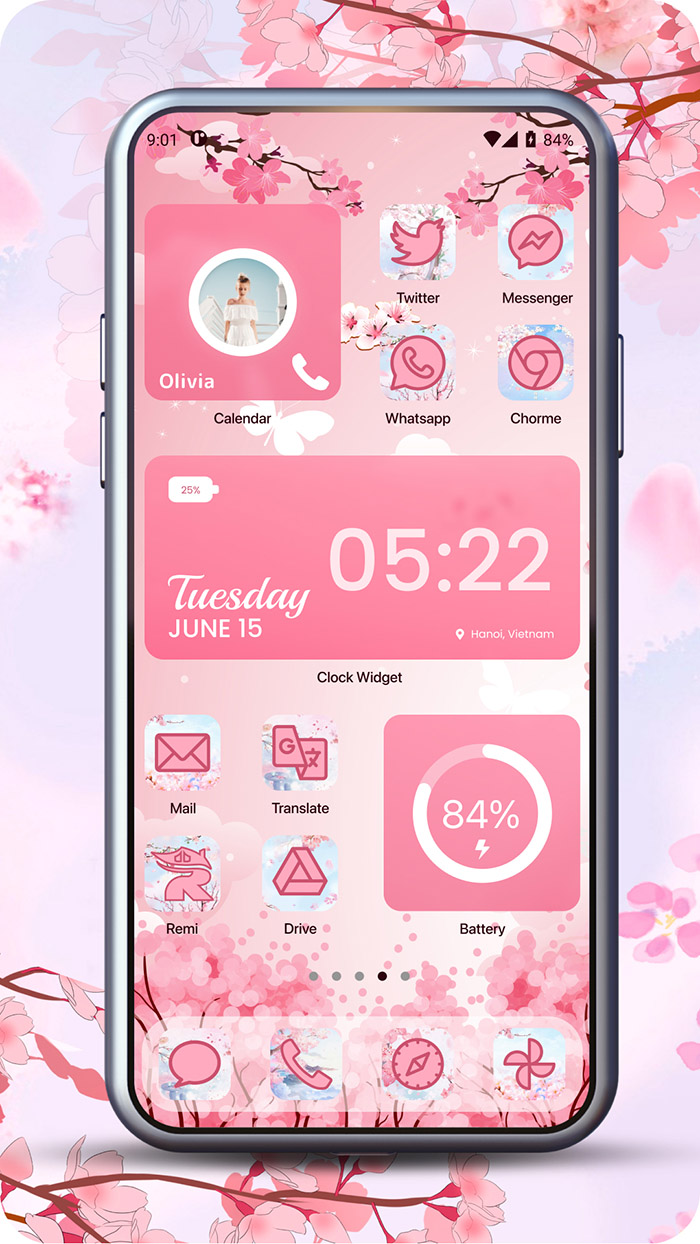 9:01
84%
Olivia
Calendar
Twitter
Messenger
Whatsapp
Chorme
25%
05:22
Tuesday
JUNE 15
Hanoi, Vietnam
Clock Widget
Mail
Translate
G 文
84%
Remi
Drive
Battery